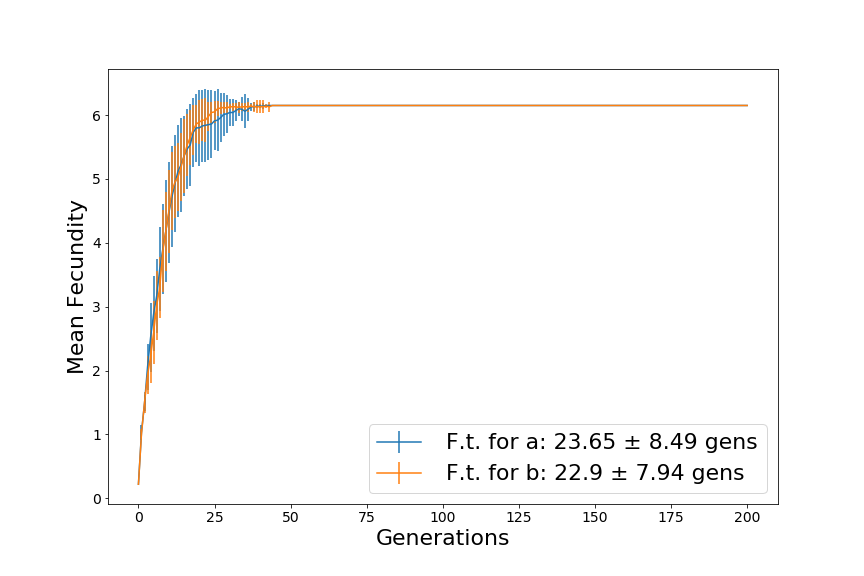 Mean Fecundity
6
5
4
3
2
1
0
F.t. for a: 23.65 ± 8.49 gens
F.t. for b: 22.9 ± 7.94 gens
0 25 50 75 100 125 150 175 200
Generations